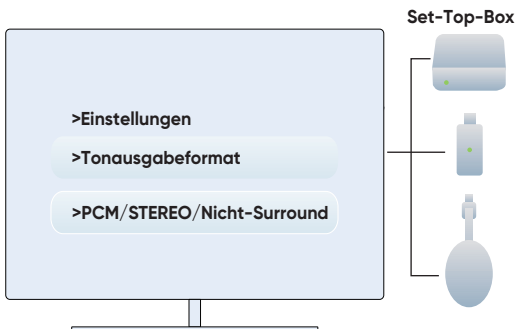 Set-Top-Box
>Einstellungen
>Tonausgabeformat
>PCM/STEREO/Nicht-Surround